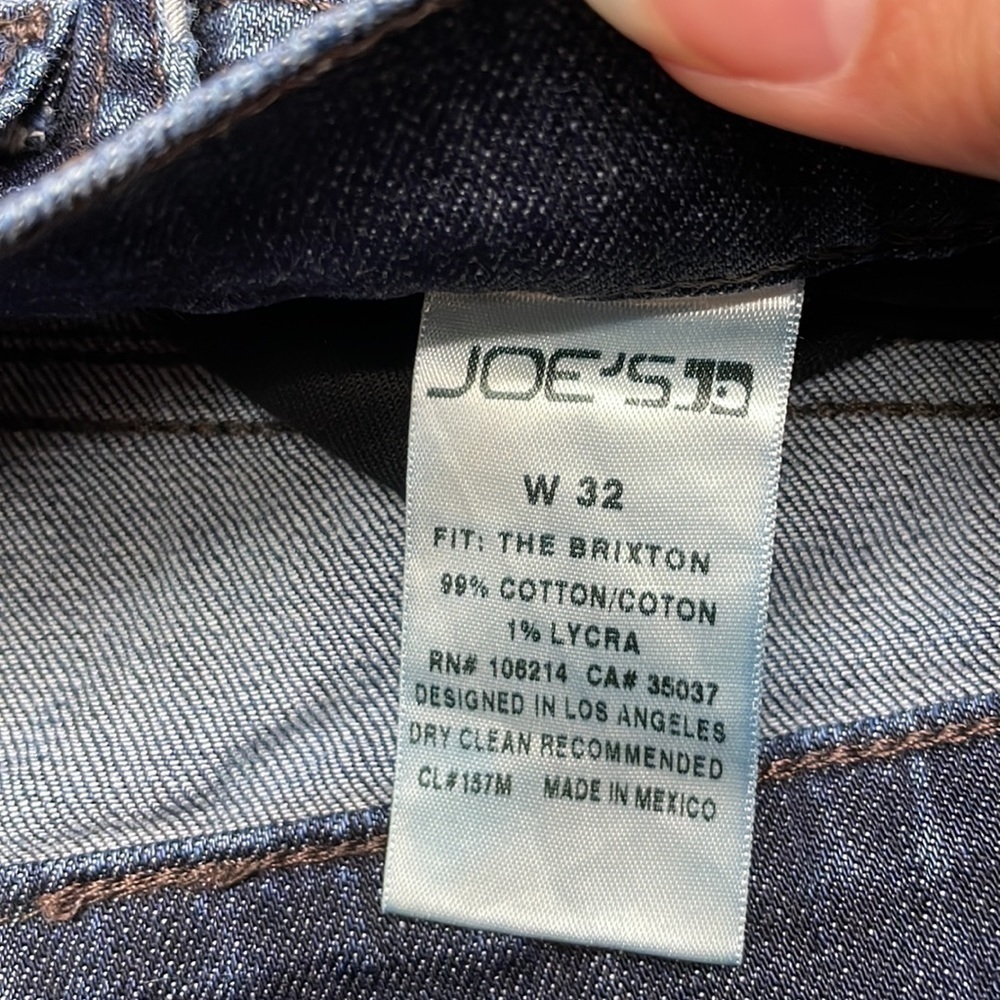 JOE'S JD
W 32
FIT: THE BRIXTON
99% COTTON/COTON
1% LYCRA
RN# 106214 CA# 35037
DESIGNED IN LOS ANGELES
DRY CLEAN RECOMMENDED
CL#157M MADE IN MEXICO